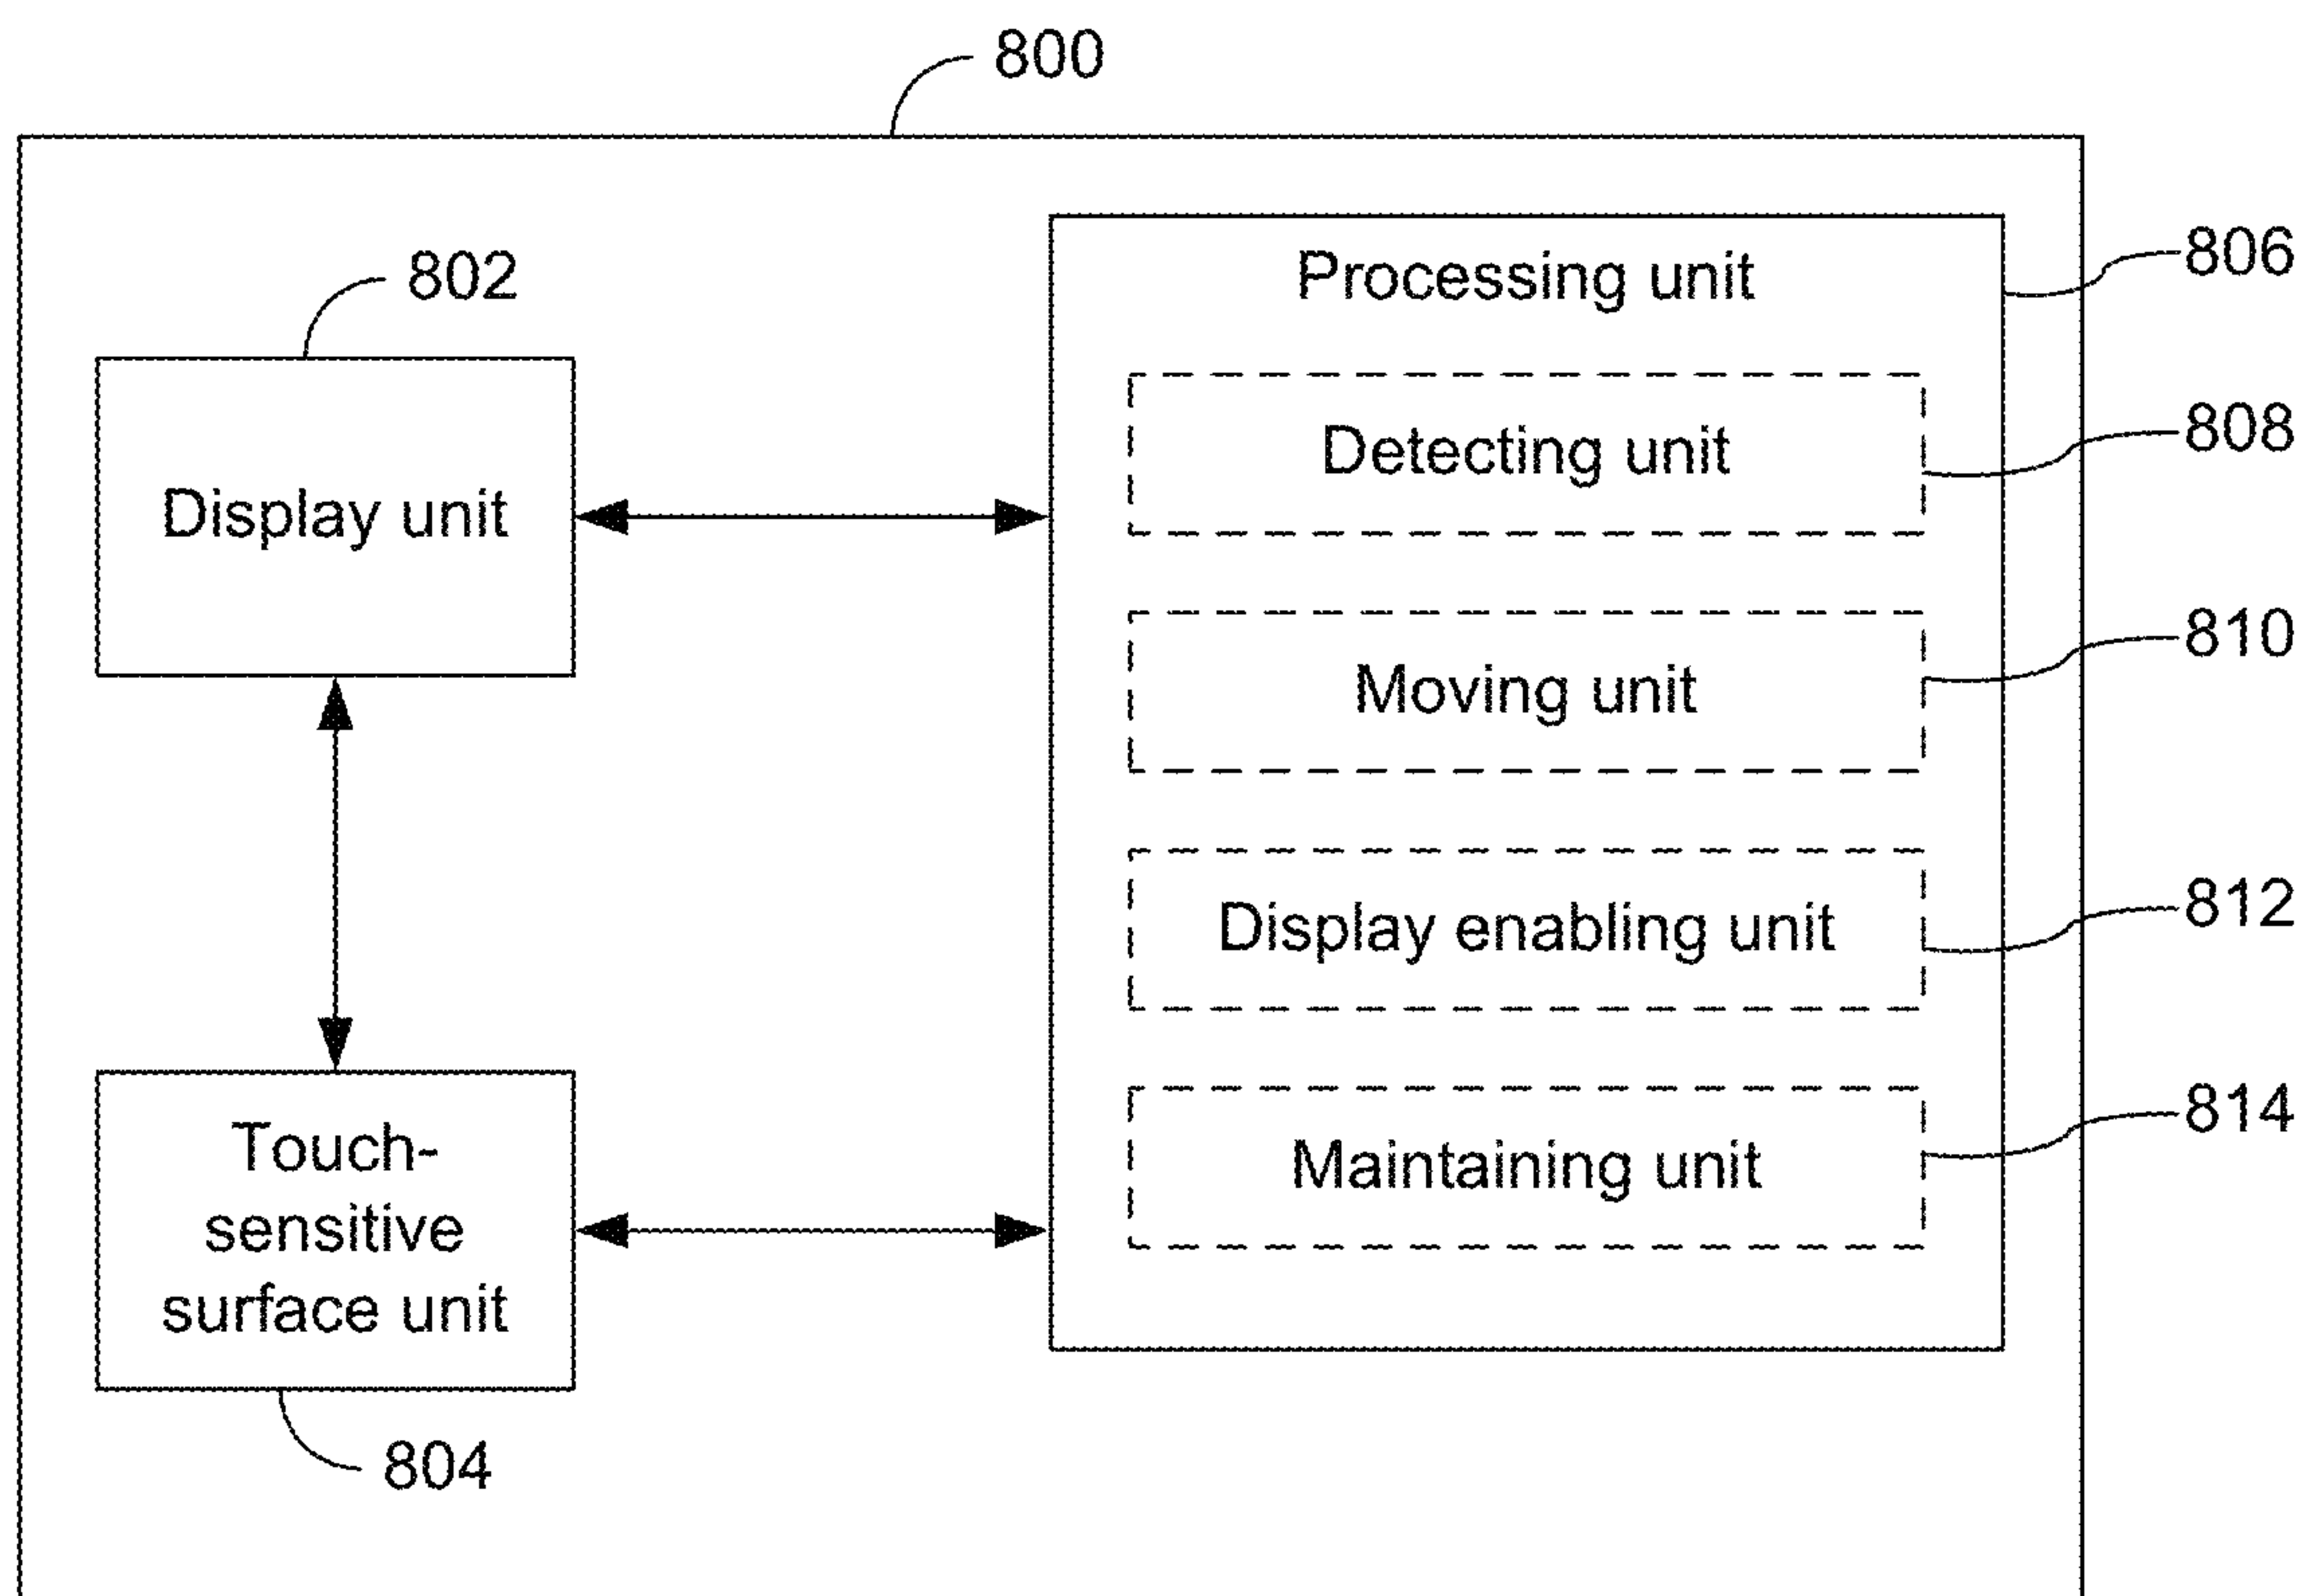 800
802
Display unit
Touch-
sensitive
surface unit
804
Processing unit
806
Detecting unit
808
Moving unit
810
Display enabling unit
812
Maintaining unit
814